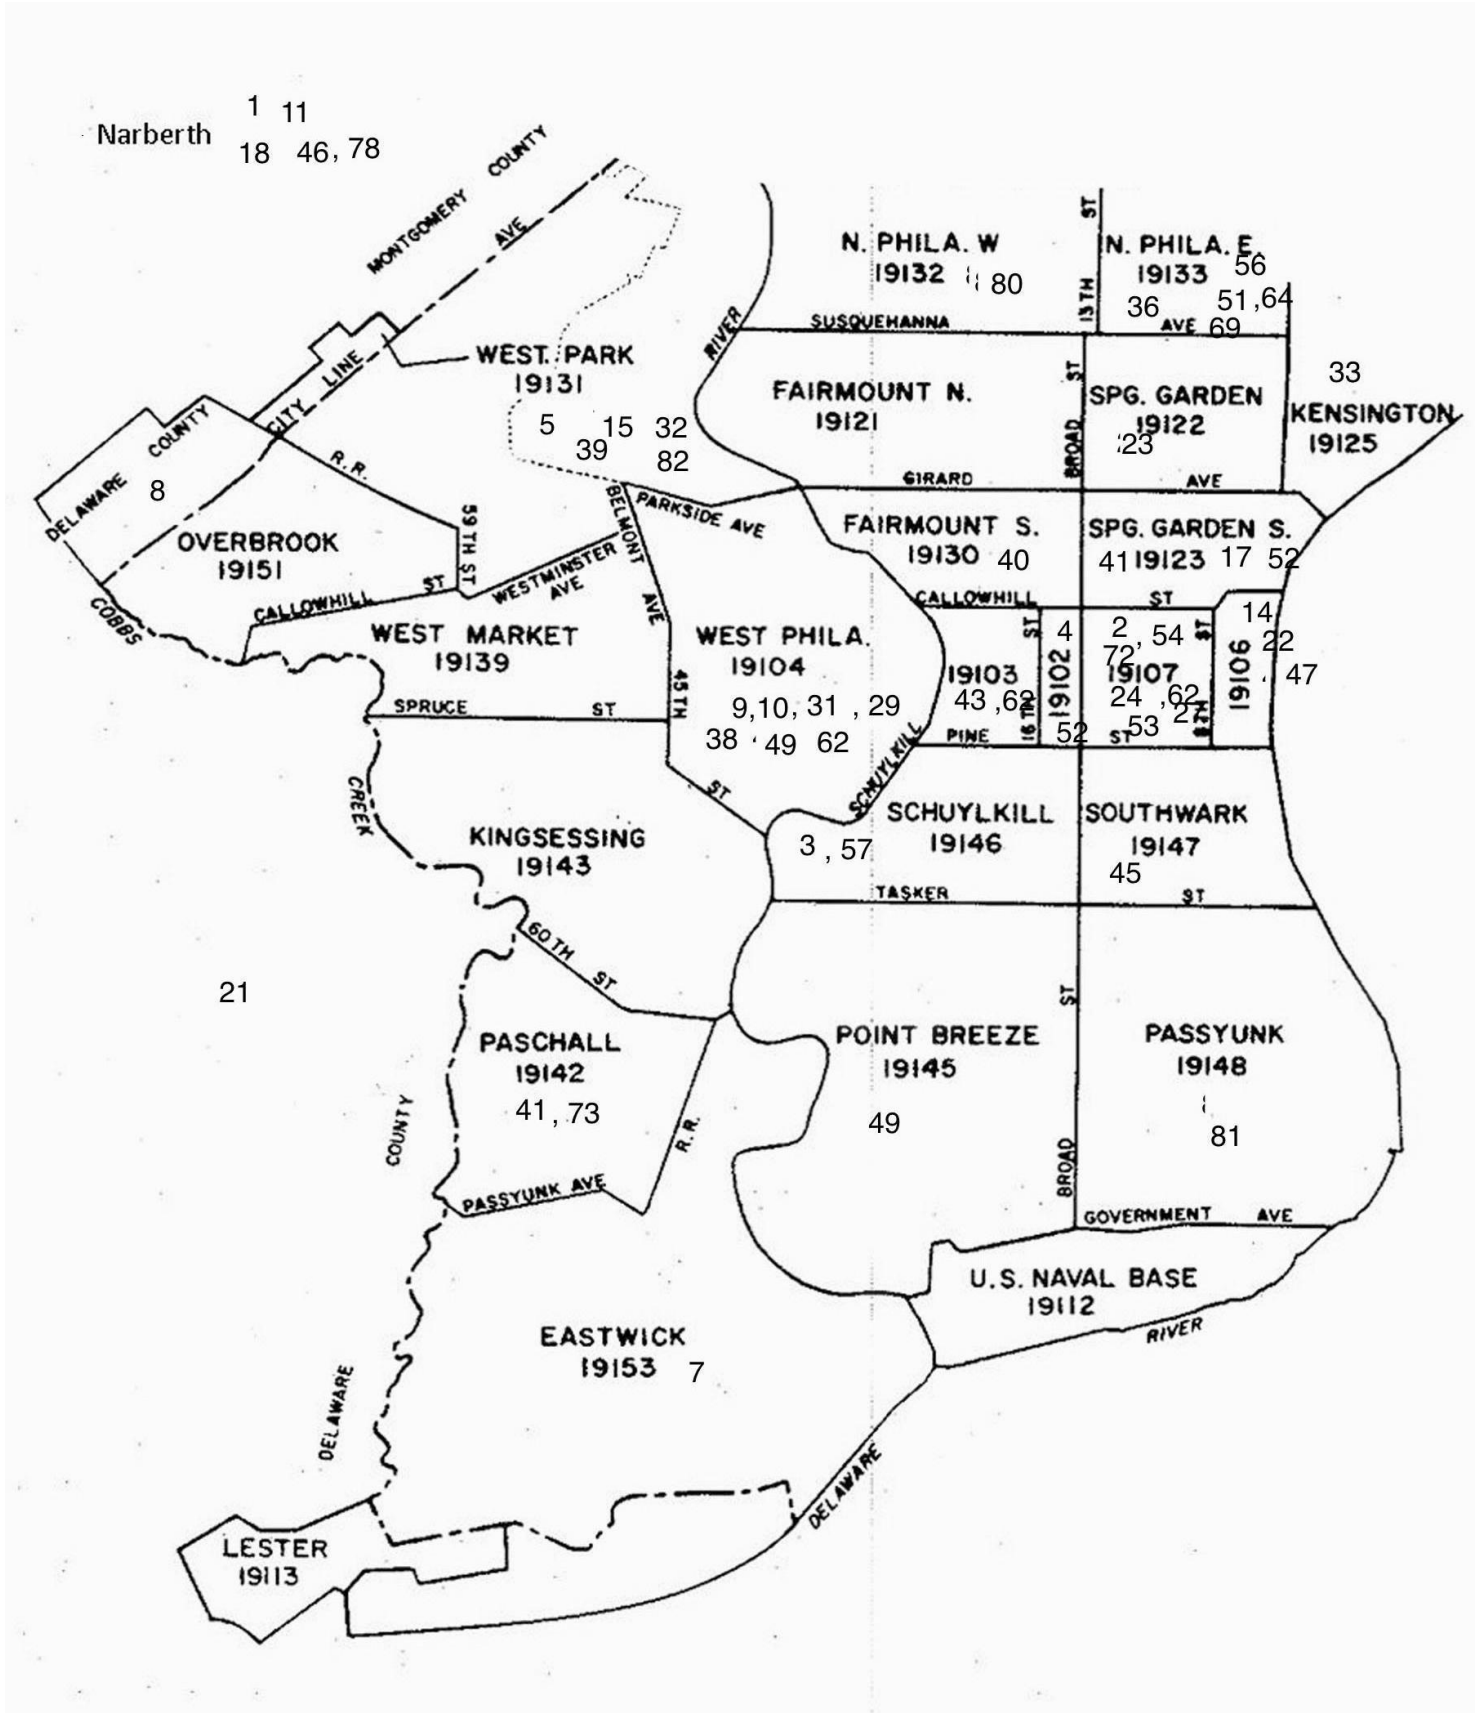 Narberth
1 11
18 46, 78
MONTGOMERY COUNTY
CITY LINE AVE
DELAWARE COUNTY
8
WEST. PARK
19131
5 15 32
39
82
RIVER
N. PHILA. W
19132
80
13TH ST
N. PHILA. E.
19133
56
36
51,64
69
SUSQUEHANNA AVE
FAIRMOUNT N.
19121
BROAD ST
SPG. GARDEN
19122
23
33
KENSINGTON
19125
GIRARD AVE
R.R.
59TH ST
OVERBROOK
19151
COBBS
CALLOWHILL ST
WESTMINSTER
AVE
BELMONT AVE
PARKSIDE AVE
FAIRMOUNT S.
19130 40
SPG. GARDEN S.
41 19123 17 52
CALLOWHILL ST
WEST MARKET
19139
WEST PHILA.
19104
9,10, 31 , 29
38 49 62
45TH
ST
SCHUYLKILL
19103
43 ,62
16TH ST
4
19102
52
2, 54
72
19107
24 ,62
53
8TH ST
14
22
47
19106
SPRUCE ST
PINE ST
CREEK
KINGSESSING
19143
3 , 57
SCHUYLKILL
19146
SOUTHWARK
19147
45
TASKER ST
60TH ST
21
PASCHALL
19142
41 , 73
R.R.
PASSYUNK AVE
POINT BREEZE
19145
49
BROAD ST
PASSYUNK
19148
81
GOVERNMENT AVE
U.S. NAVAL BASE
19112
RIVER
DELAWARE COUNTY
EASTWICK
19153 7
DELAWARE
LESTER
19113